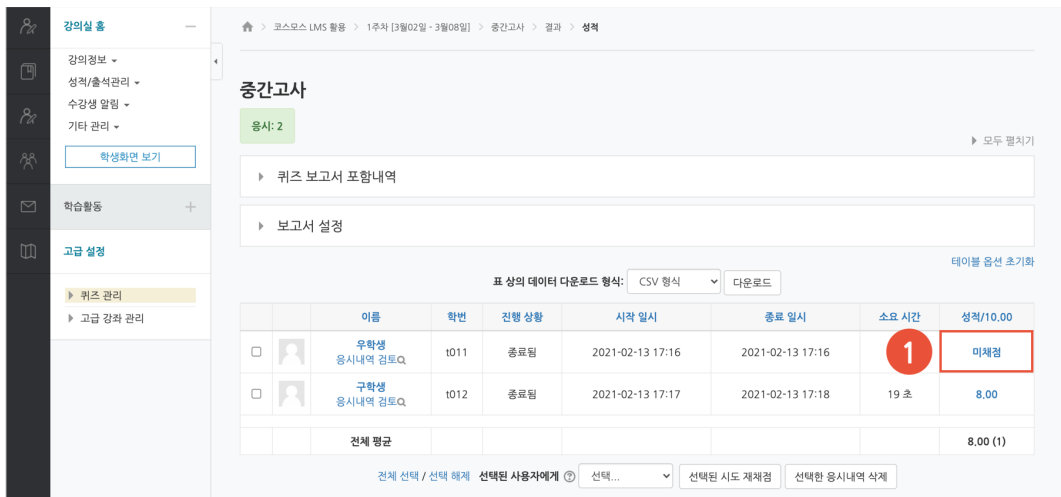 강의실 홈
코스모스 LMS 활용 > 1주차 [3월02일 - 3월08일] > 중간고사 > 결과 > 성적
강의정보
성적/출석관리
수강생 알림
기타 관리
학생화면 보기
학습활동
고급 설정
퀴즈 관리
고급 강좌 관리
중간고사
응시: 2
모두 펼치기
퀴즈 보고서 포함내역
보고서 설정
테이블 옵션 초기화
표 상의 데이터 다운로드 형식: CSV 형식 다운로드
이름 학번 진행 상황 시작 일시 종료 일시 소요 시간 성적/10.00
우학생
응시내역 검토 t011 종료됨 2021-02-13 17:16 2021-02-13 17:16 1 미채점
구학생
응시내역 검토 t012 종료됨 2021-02-13 17:17 2021-02-13 17:18 19 초 8.00
전체 평균 8.00 (1)
전체 선택 / 선택 해제 선택된 사용자에게 선택... 선택된 시도 재채점 선택한 응시내역 삭제